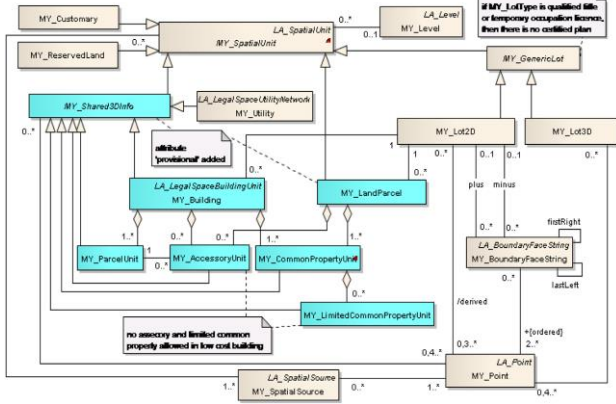 MY_Customary
LA_SpatialUnit
MY_SpatialUnit
0..*
0..1
LA_Level
MY_Level
if MY_LotType is qualified title
or temporary occupation licence,
then there is no certified plan
MY_ReservedLand
0..*
0..*
MY_GenericLot
MY_Shared3DInfo
LA_LegalSpaceUtilityNetwork
MY_Utility
MY_Lot2D
MY_Lot3D
0..*
attribute
'provisional' added
1
1
0..*
0..1
0..1
0..*
0..*
LA_LegalSpaceBuildingUnit
MY_Building
MY_LandParcel
0..*
plus
minus
1..*
1..*
0..*
1..*
0..*
0..*
firstRight
LA_BoundaryFaceString
MY_BoundaryFaceString
MY_ParcelUnit
1
0..*
MY_AccessoryUnit
MY_CommonPropertyUnit
0..*
lastLeft
0..*
MY_LimitedCommonPropertyUnit
/derived
no assecory and limited common
property allowed in low cost building
+[ordered]
0,4..*
0,3..*
2..*
LA_Point
MY_Point
LA_SpatialSource
MY_SpatialSource
1..*
0..*
1..*
0,4..*